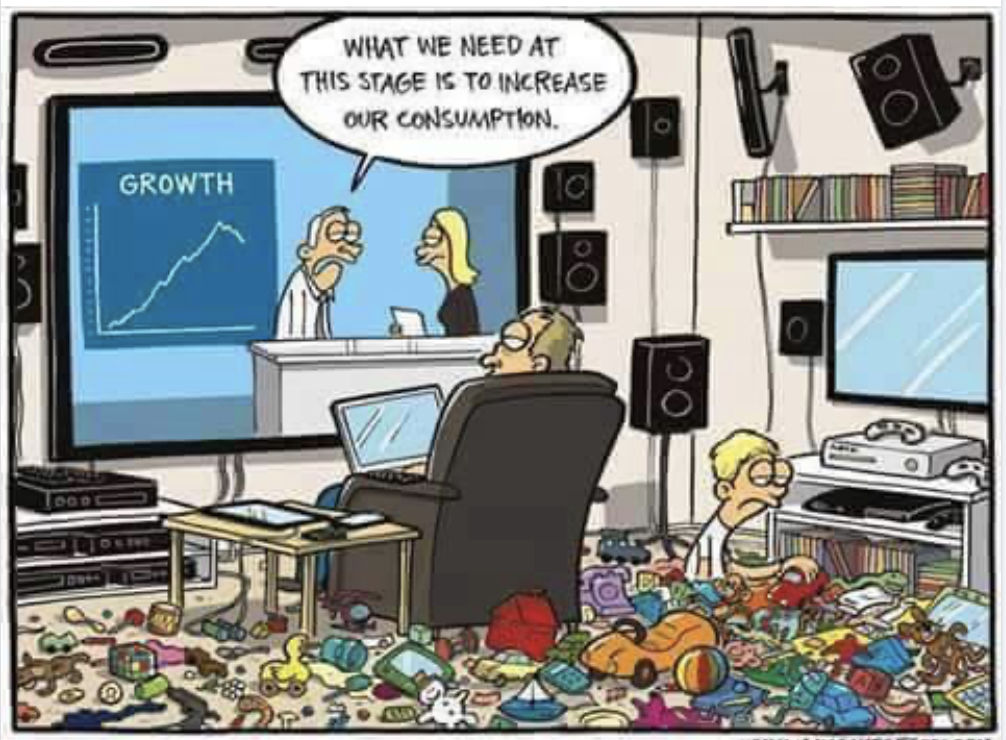 WHAT WE NEED AT
THIS STAGE IS TO INCREASE
OUR CONSUMPTION.
GROWTH